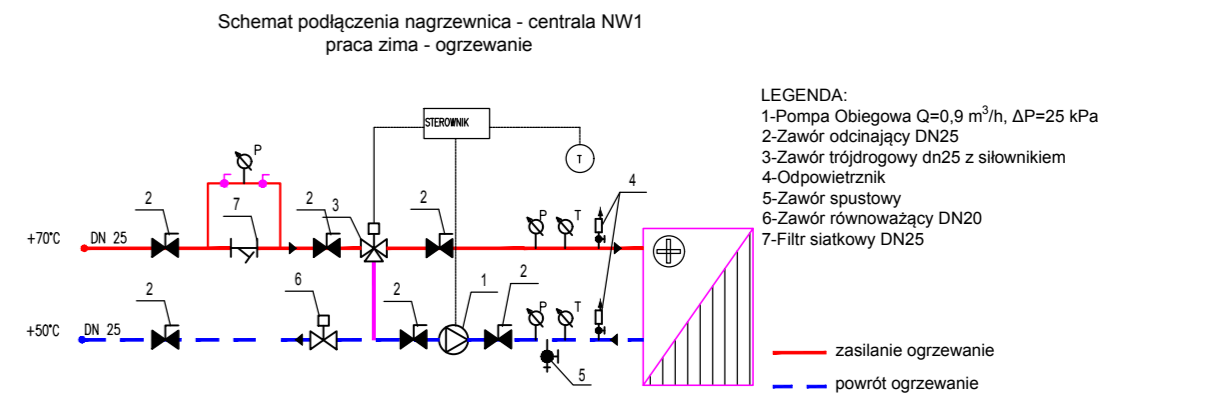 Schemat podłączenia nagrzewnica - centrala NW1
praca zima - ogrzewanie
LEGENDA:
1-Pompa Obiegowa Q=0,9 m³/h, ΔP=25 kPa
2-Zawór odcinający DN25
3-Zawór trójdrogowy dn25 z siłownikiem
4-Odpowietrznik
5-Zawór spustowy
6-Zawór równoważący DN20
7-Filtr siatkowy DN25
STEROWNIK
T
P
2
7
2
3
2
4
P
T
+70°C
DN 25
2
6
2
1
2
P
T
+50°C
DN 25
5
zasilanie ogrzewanie
powrót ogrzewanie